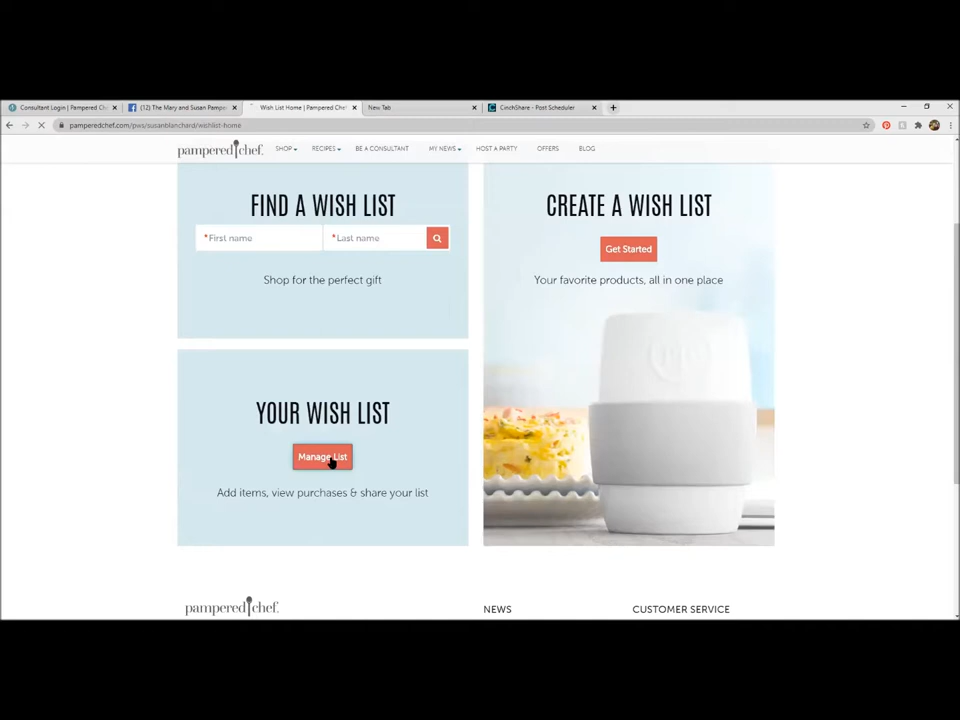 Consultant Login | Pampered Che
(12) The Mary and Susan Pampe
Wish List Home | Pampered Chef
New Tab
CinchShare - Post Scheduler
pamperedchef.com/pws/susanblanchard/wishlist-home
pampered chef.
SHOP
RECIPES
BE A CONSULTANT
MY NEWS
HOST A PARTY
OFFERS
BLOG
FIND A WISH LIST
*First name
*Last name
Shop for the perfect gift
CREATE A WISH LIST
Get Started
Your favorite products, all in one place
YOUR WISH LIST
Manage List
Add items, view purchases & share your list
pampered chef.
NEWS
CUSTOMER SERVICE